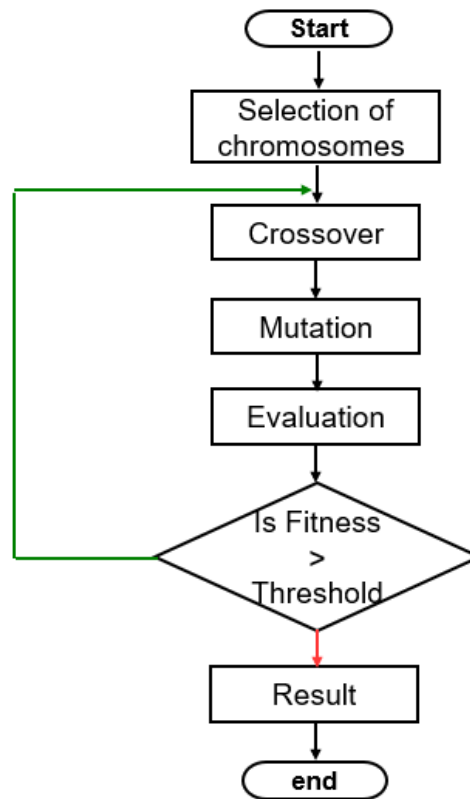 Start
Selection of
chromosomes
Crossover
Mutation
Evaluation
Is Fitness
>
Threshold
Result
end